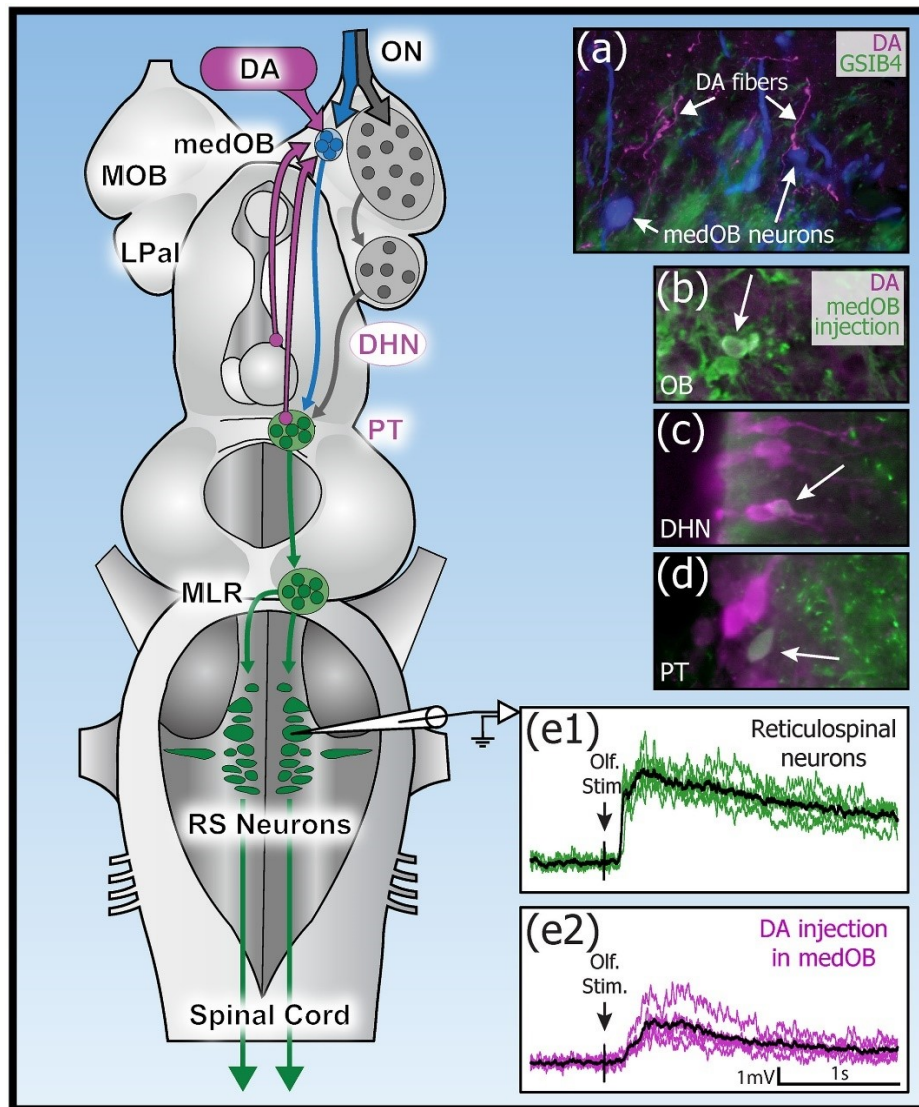 DA
ON
medOB
MOB
LPal
DHN
PT
MLR
RS Neurons
Spinal Cord
(a)
DA
GSIB4
DA fibers
medOB neurons
(b)
DA
medOB
injection
OB
(c)
DHN
(d)
PT
(e1)
Reticulospinal
neurons
Olf.
Stim.
(e2)
DA injection
in medOB
Olf.
Stim.
1mV
1s